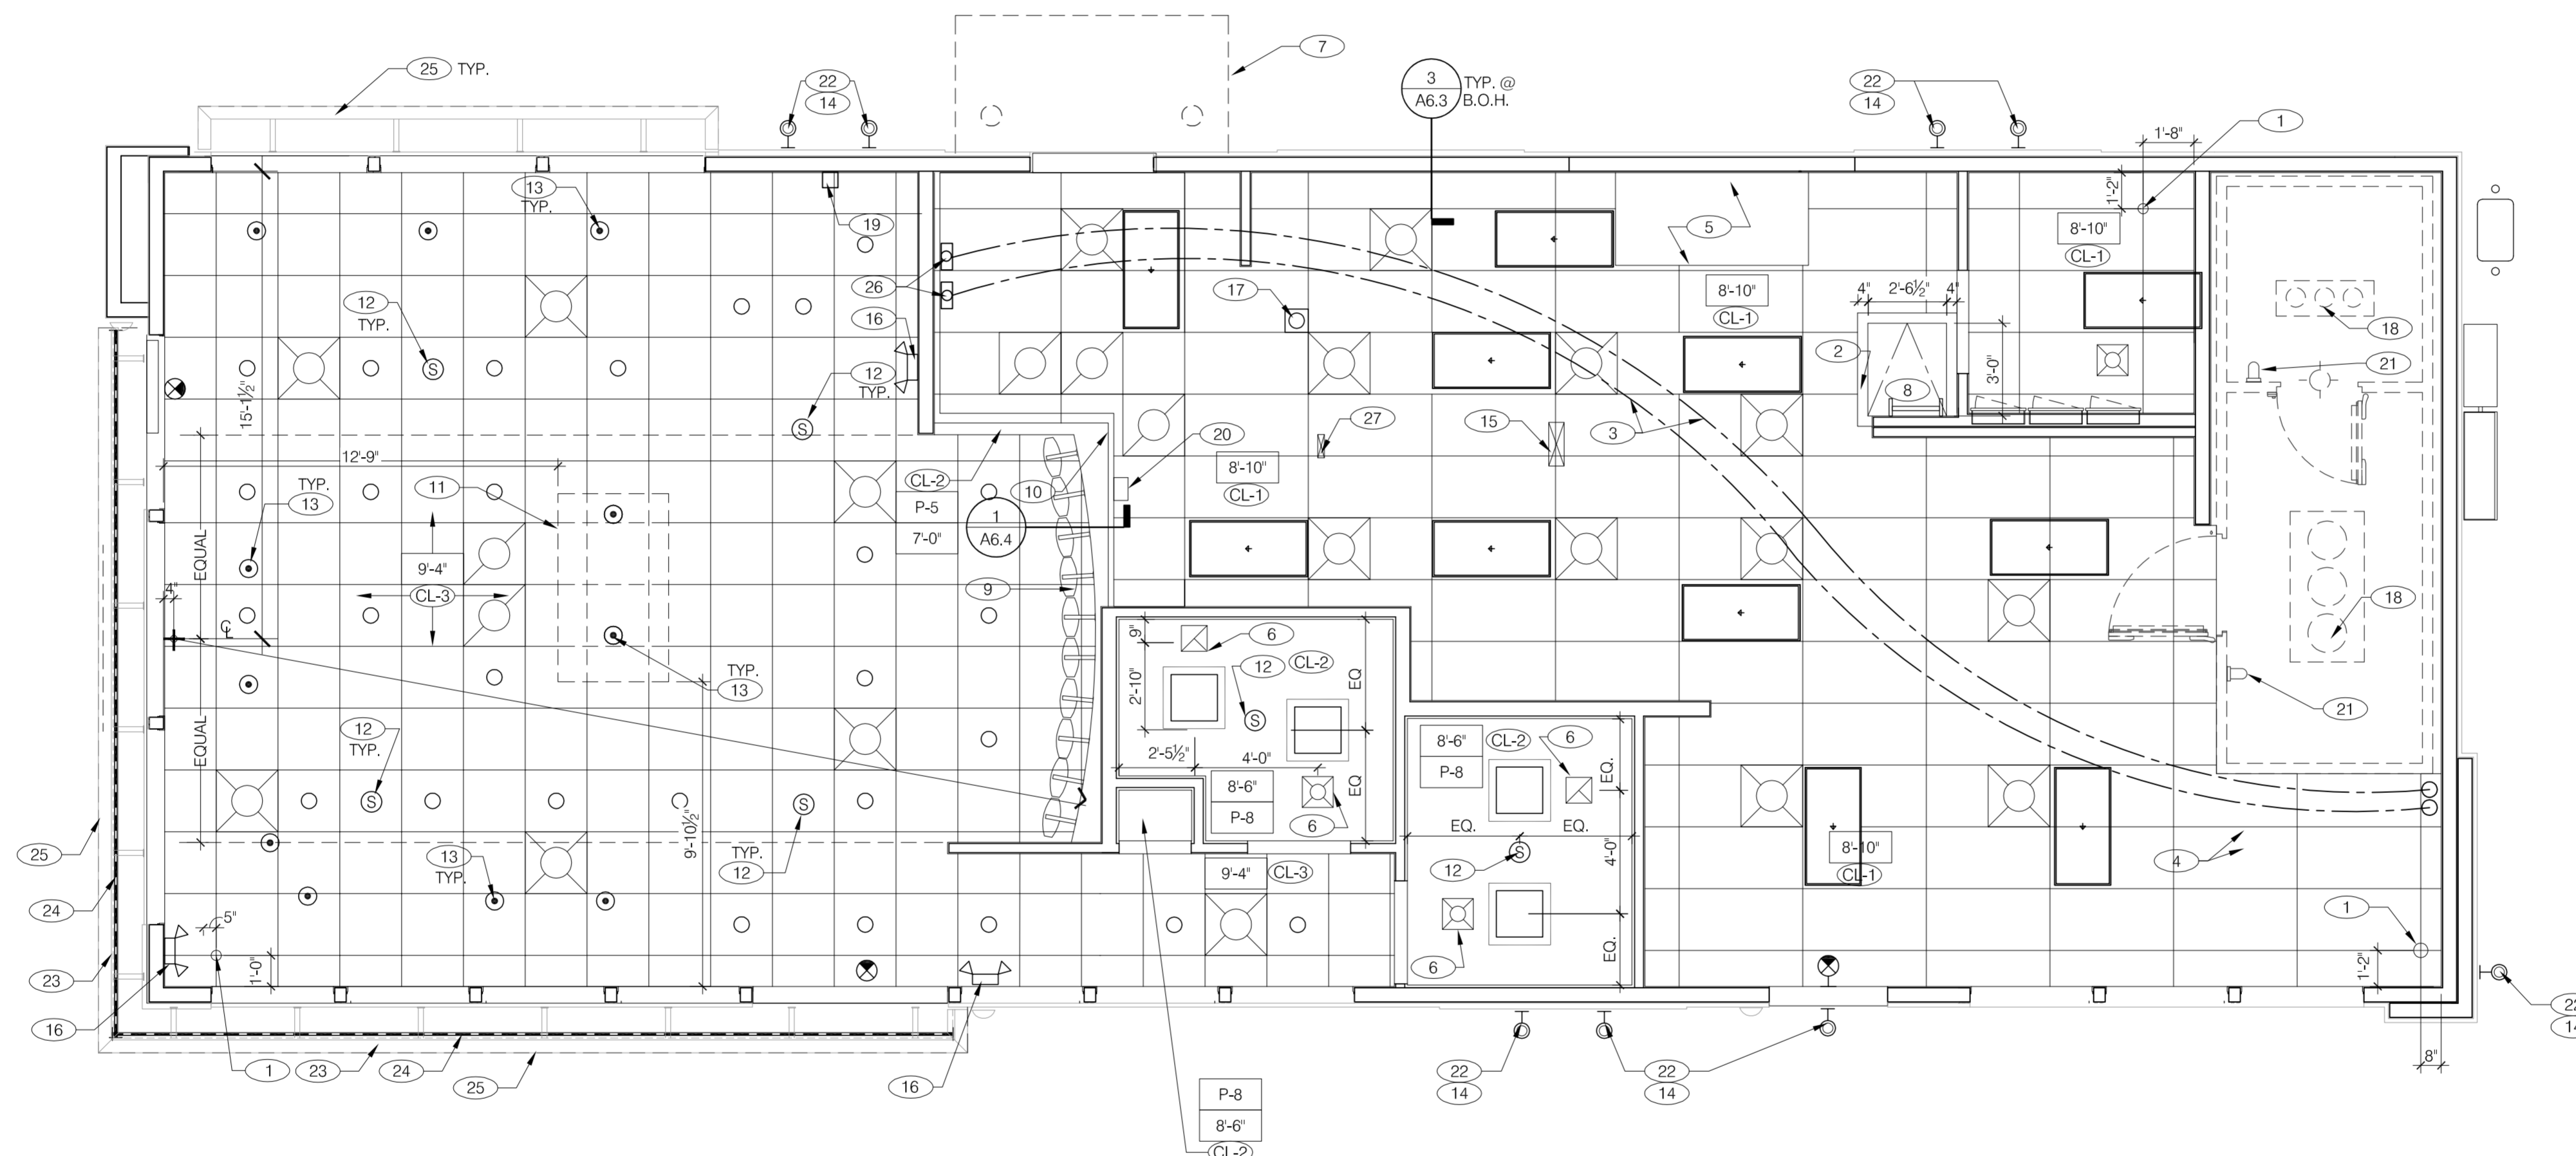 7
25 TYP.
22
14
3
A6.3
TYP. @
B.O.H.
22
14
1
1'-8"
1'-2"
13
TYP.
19
5
8'-10"
CL-1
26
17
8'-10"
CL-1
4"
2'-6½"
4"
12
TYP.
16
18
2
3'-0"
21
12
TYP.
8
15'-1½"
27
15
3
20
12'-9"
8'-10"
CL-1
CL-2
P-5
7'-0"
10
11
TYP.
13
1
A6.4
EQUAL
9'-4"
CL-3
9
4"
18
℄
9"
6
12
CL-2
EQ
2'-10"
TYP.
13
21
12
TYP.
EQUAL
2'-5½"
4'-0"
8'-6"
P-8
EQ
6
8'-6"
P-8
CL-2
6
EQ.
EQ.
EQ.
9'-10½"
13
TYP.
TYP.
12
9'-4"
CL-3
S
S
S
S
S
S
12
4'-0"
8'-10"
CL-1
4
25
24
5"
1'-0"
6
EQ.
1
1'-2"
23
16
22
14
1
23
24
25
16
22
14
22
14
8"
P-8
8'-6"
CL-2